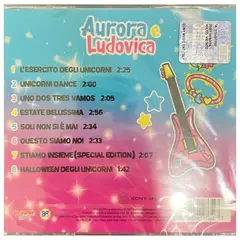 Aurora e
Ludovica
1 L'ESERCITO DEGLI UNICORNI 2:25
2 UNICORNI DANCE 2:00
3 UNO DOS TRES VAMOS 2:05
4 ESTATE BELLISSIMA 2:56
5 SOLI NON SI È MAI 2:34
6 QUESTO SIAMO NOI 2:33
7 STIAMO INSIEME (SPECIAL EDITION) 2:07
8 HALLOWEEN DEGLI UNICORNI 1:42
SONY